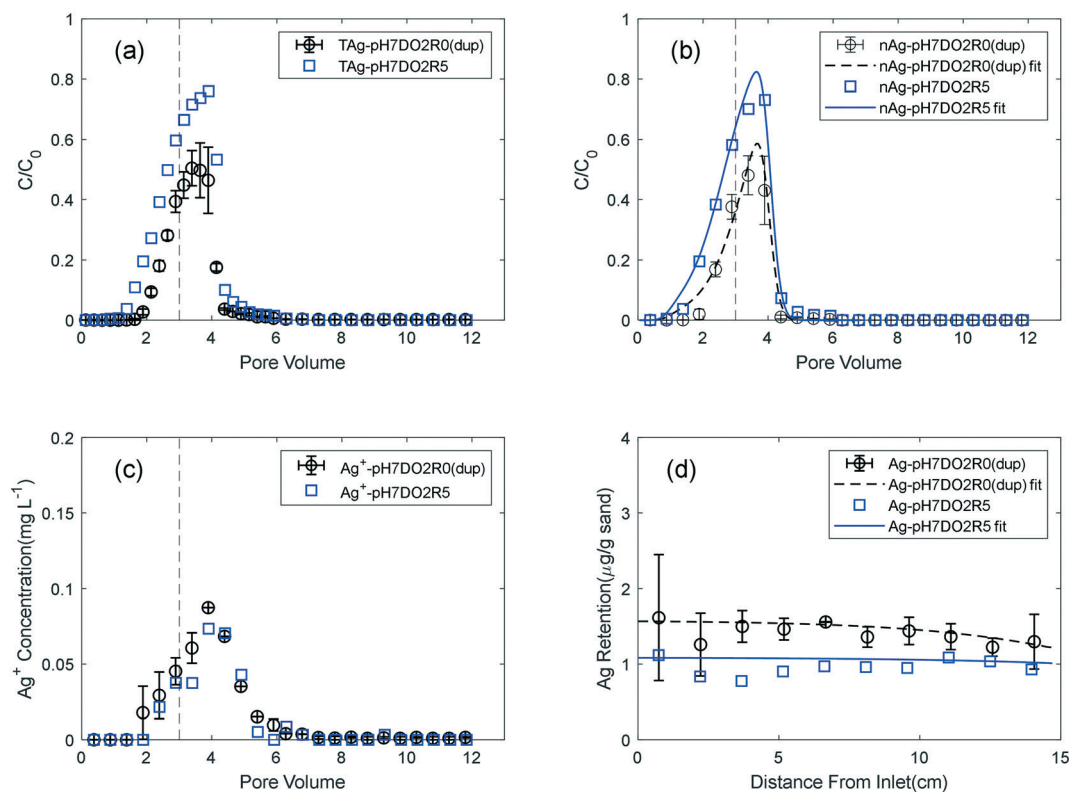 (a)
TAg-pH7DO2R0(dup)
TAg-pH7DO2R5
C/C0
1
0.8
0.6
0.4
0.2
0
0 2 4 6 8 10 12
Pore Volume
(b)
nAg-pH7DO2R0(dup)
nAg-pH7DO2R0(dup) fit
nAg-pH7DO2R5
nAg-pH7DO2R5 fit
C/C0
1
0.8
0.6
0.4
0.2
0
0 2 4 6 8 10 12
Pore Volume
(c)
Ag+-pH7DO2R0(dup)
Ag+-pH7DO2R5
Ag+ Concentration(mg L-1)
0.2
0.15
0.1
0.05
0
0 2 4 6 8 10 12
Pore Volume
(d)
Ag-pH7DO2R0(dup)
Ag-pH7DO2R0(dup) fit
Ag-pH7DO2R5
Ag-pH7DO2R5 fit
Ag Retention(μg/g sand)
4
3
2
1
0
0 5 10 15
Distance From Inlet(cm)